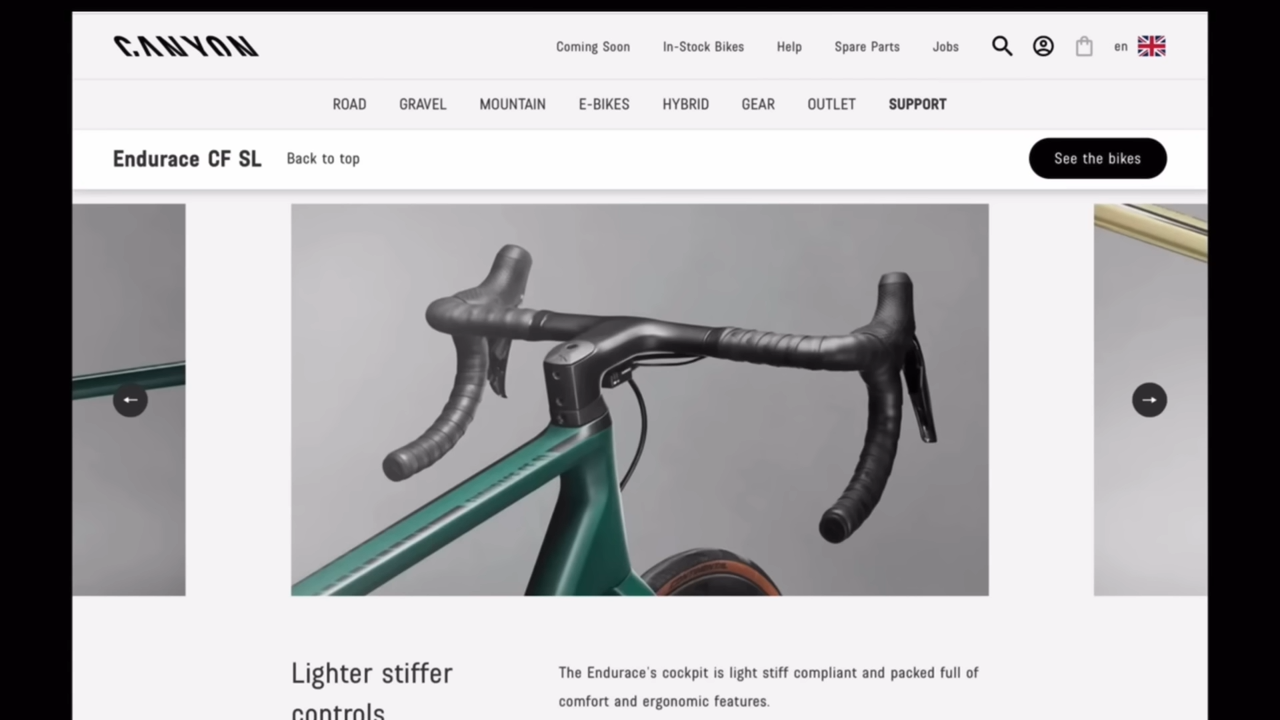 CANYON
Coming Soon In-Stock Bikes Help Spare Parts Jobs en
ROAD GRAVEL MOUNTAIN E-BIKES HYBRID GEAR OUTLET SUPPORT
Endurace CF SL Back to top See the bikes
Lighter stiffer
controls
The Endurace's cockpit is light stiff compliant and packed full of
comfort and ergonomic features.